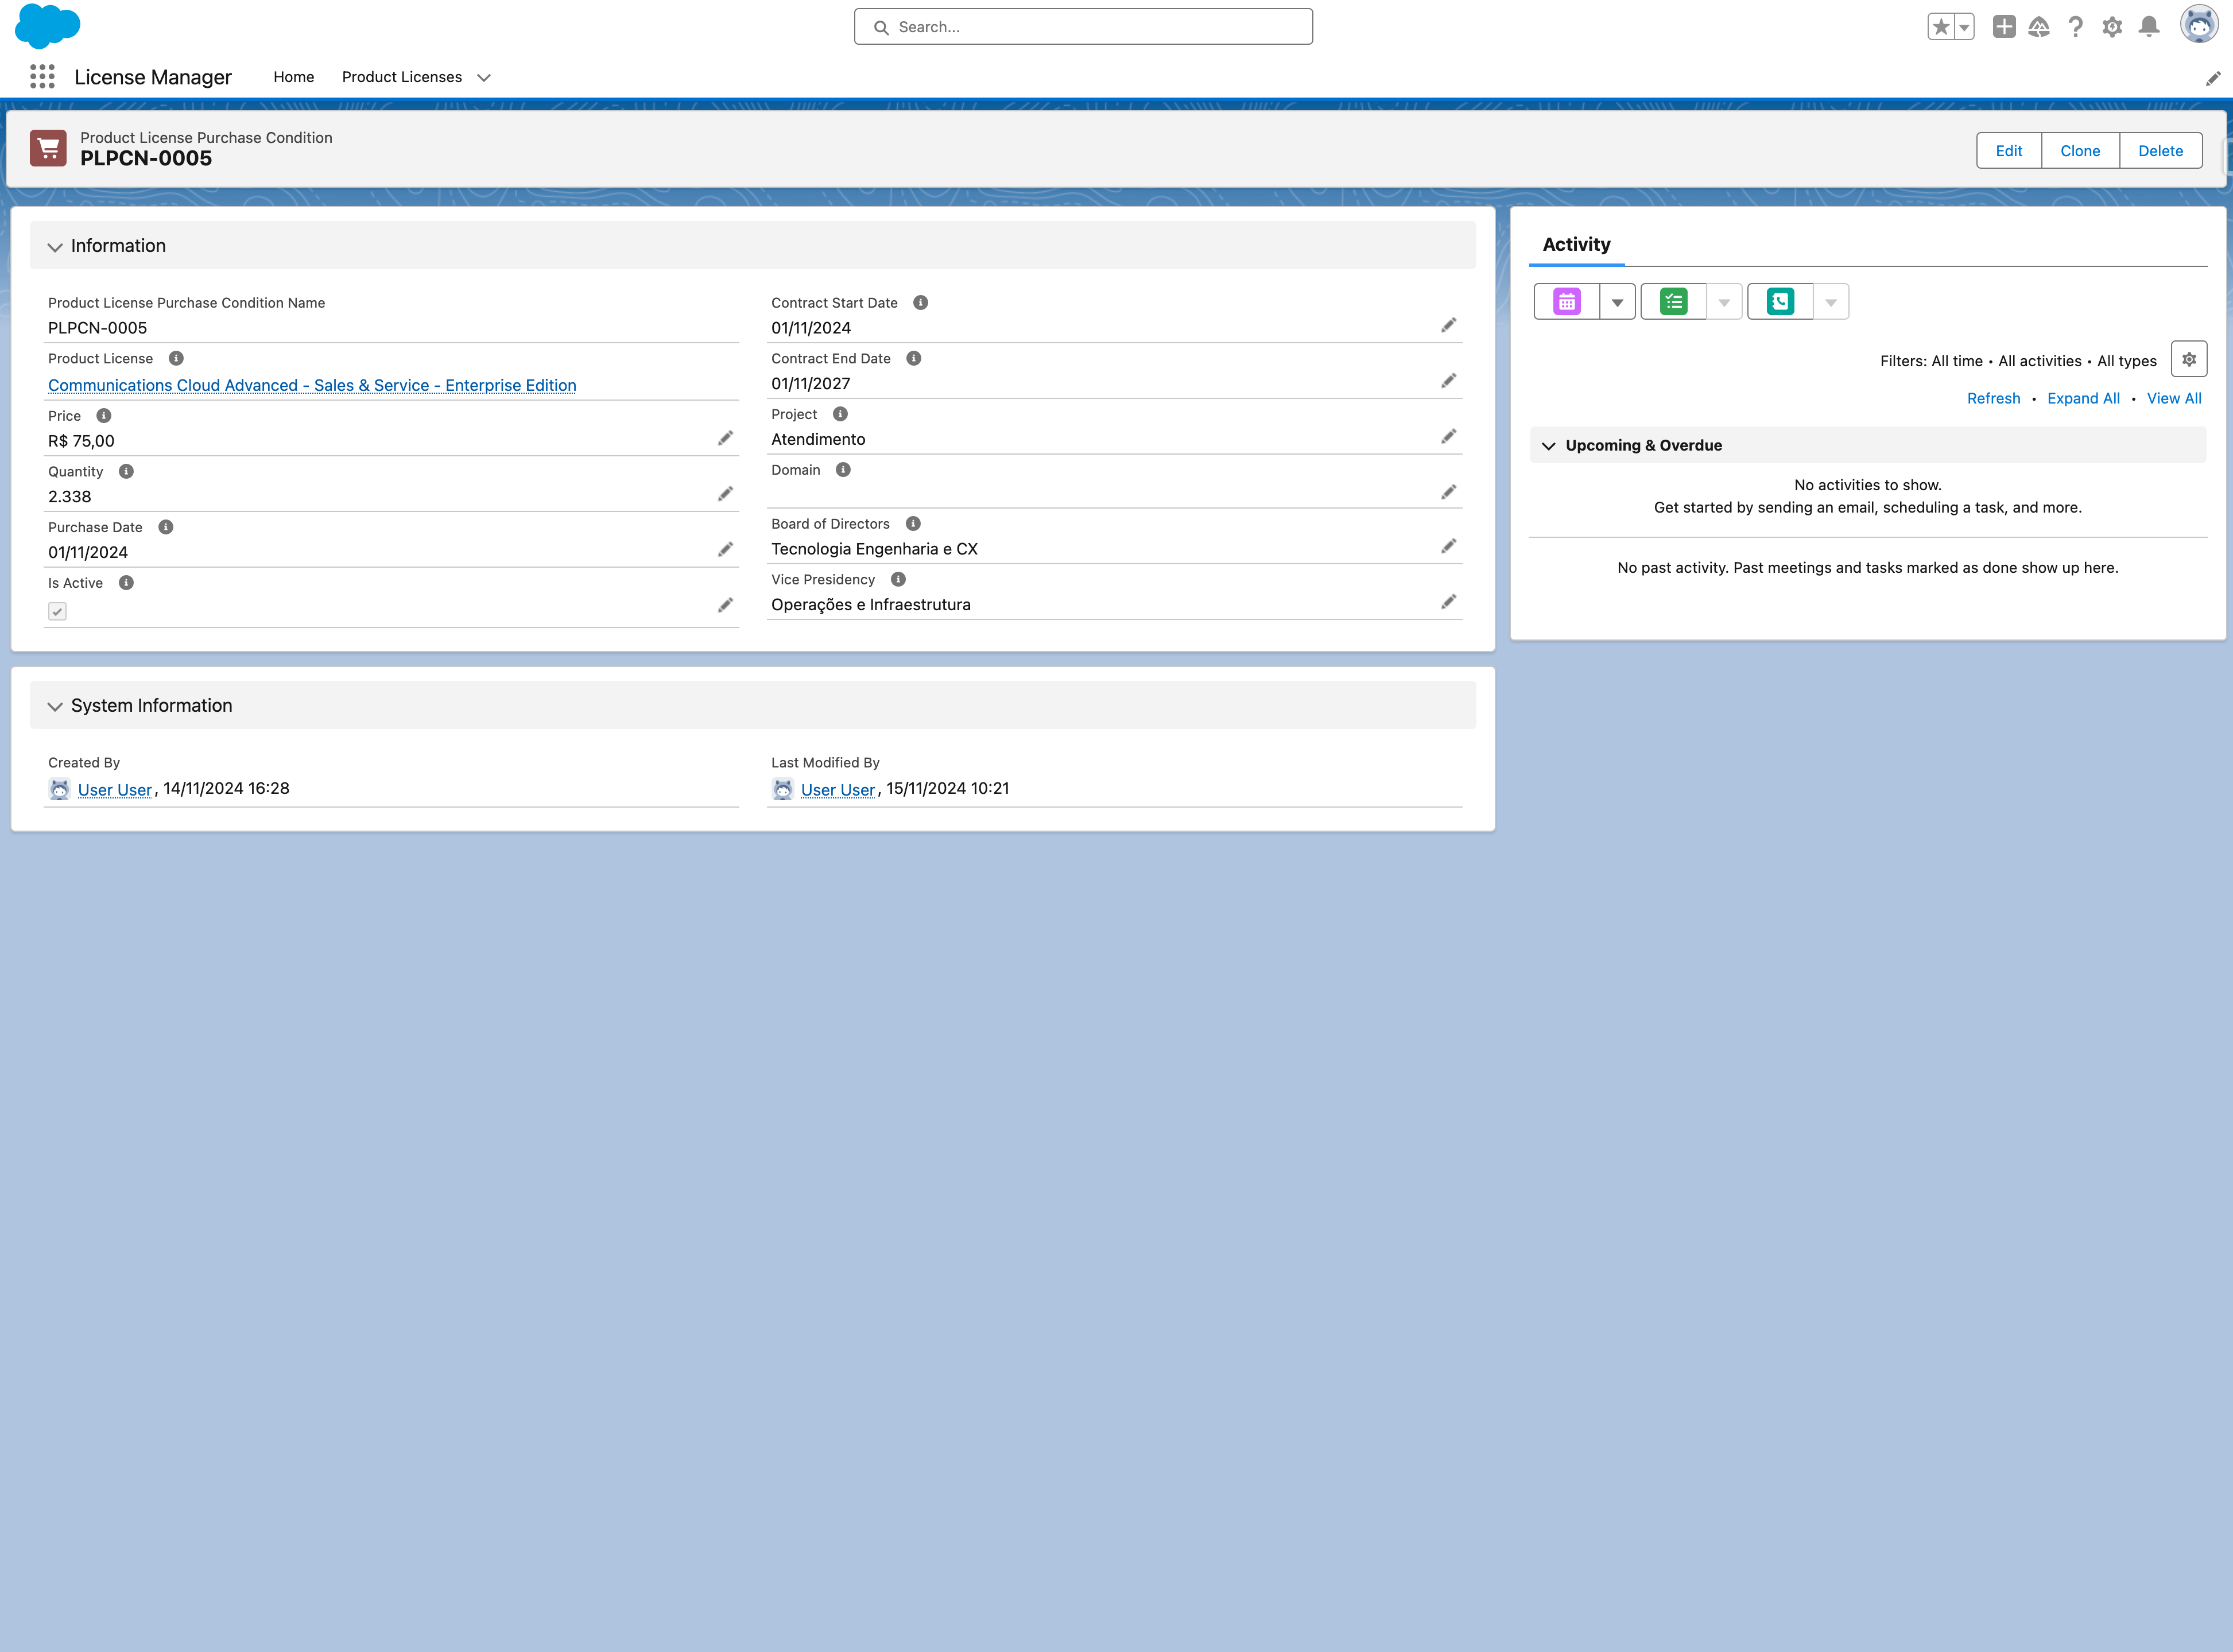 Search...
License Manager
Home
Product Licenses
Product License Purchase Condition
PLPCN-0005
Edit
Clone
Delete
Information
Product License Purchase Condition Name
PLPCN-0005
Product License
Communications Cloud Advanced - Sales & Service - Enterprise Edition
Price
R$ 75,00
Quantity
2.338
Purchase Date
01/11/2024
Is Active
Contract Start Date
01/11/2024
Contract End Date
01/11/2027
Project
Atendimento
Domain
Board of Directors
Tecnologia Engenharia e CX
Vice Presidency
Operações e Infraestrutura
System Information
Created By
User User, 14/11/2024 16:28
Last Modified By
User User, 15/11/2024 10:21
Activity
Filters: All time • All activities • All types
Refresh • Expand All • View All
Upcoming & Overdue
No activities to show.
Get started by sending an email, scheduling a task, and more.
No past activity. Past meetings and tasks marked as done show up here.